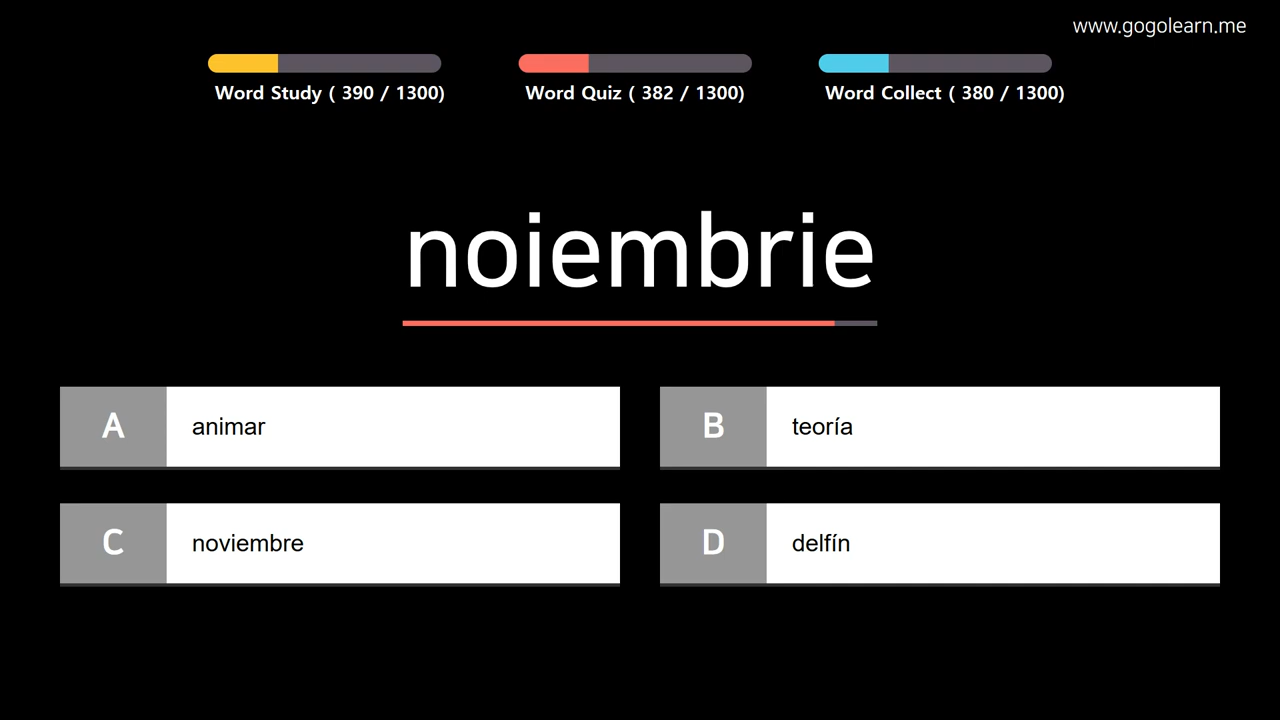 www.gogolearn.me
Word Study ( 390 / 1300)
Word Quiz ( 382 / 1300)
Word Collect ( 380 / 1300)
noiembrie
A animar
B teoría
C noviembre
D delfín